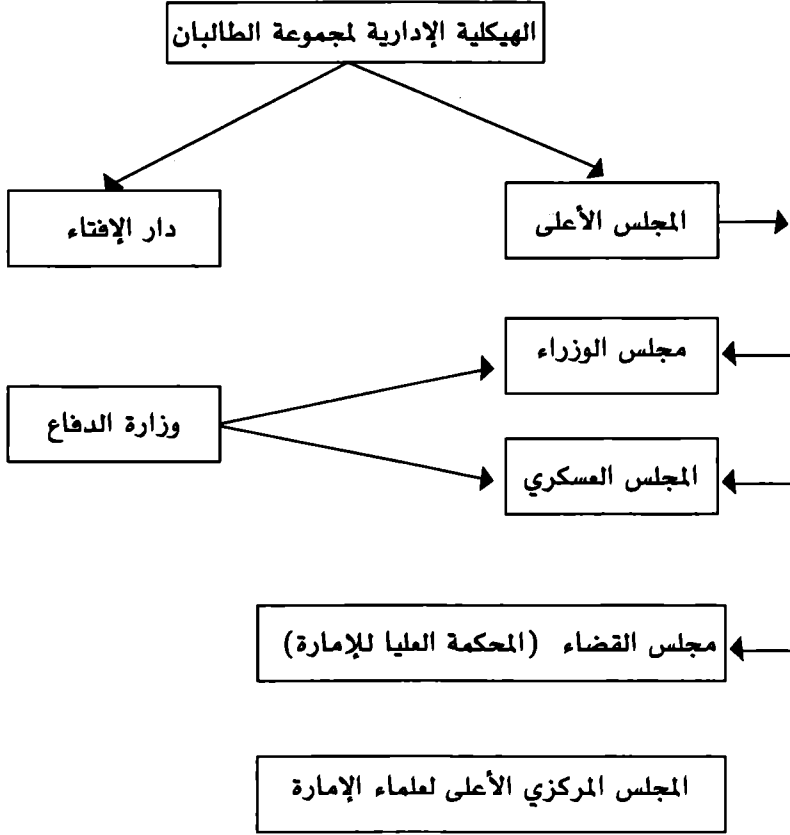 الهيكلية الإدارية لمجموعة الطالبان
المجلس الأعلى
دار الإفتاء
مجلس الوزراء
وزارة الدفاع
المجلس العسكري
مجلس القضاء (المحكمة العليا للإمارة)
المجلس المركزي الأعلى لعلماء الإمارة